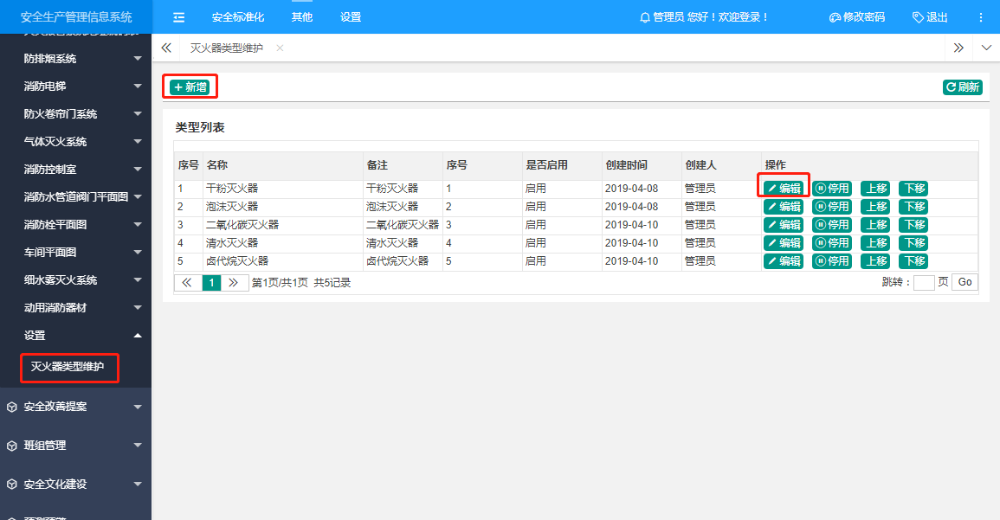 安全生产管理信息系统
安全标准化 其他 设置
管理员 您好！欢迎登录！
修改密码 退出
灭火器类型维护
防排烟系统
消防电梯
防火卷帘门系统
气体灭火系统
消防控制室
消防水管道阀门平面图
消防栓平面图
车间平面图
细水雾灭火系统
动用消防器材
设置
灭火器类型维护
安全改善提案
班组管理
安全文化建设
新增
刷新
类型列表
序号 名称 备注 序号 是否启用 创建时间 创建人 操作
1 干粉灭火器 干粉灭火器 1 启用 2019-04-08 管理员 编辑 停用 上移 下移
2 泡沫灭火器 泡沫灭火器 2 启用 2019-04-08 管理员 编辑 停用 上移 下移
3 二氧化碳灭火器 二氧化碳灭火器 3 启用 2019-04-10 管理员 编辑 停用 上移 下移
4 清水灭火器 清水灭火器 4 启用 2019-04-10 管理员 编辑 停用 上移 下移
5 卤代烷灭火器 卤代烷灭火器 5 启用 2019-04-10 管理员 编辑 停用 上移 下移
1 第1页/共1页 共5记录
跳转： 页 Go